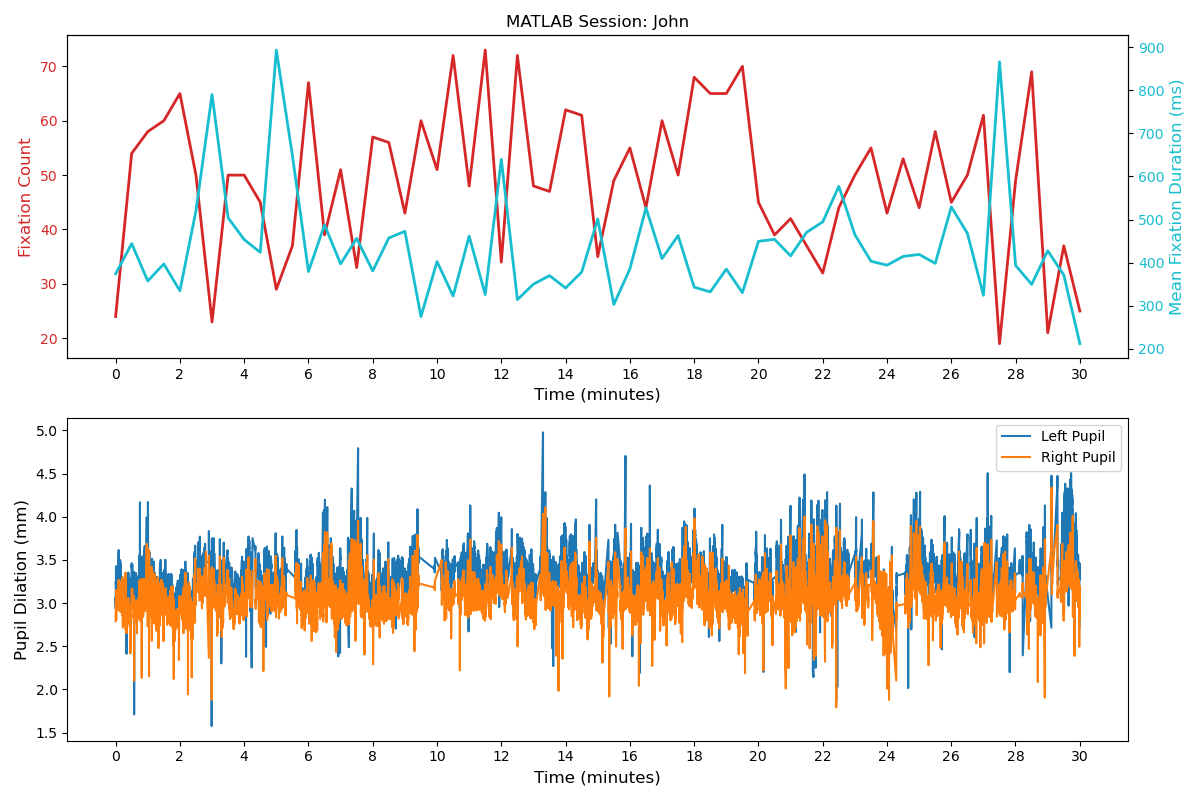 MATLAB Session: John
Fixation Count
70
60
50
40
30
20
900
800
700
600
500
400
300
200
Mean Fixation Duration (ms)
0 2 4 6 8 10 12 14 16 18 20 22 24 26 28 30
Time (minutes)
Pupil Dilation (mm)
5.0
4.5
4.0
3.5
3.0
2.5
2.0
1.5
Left Pupil
Right Pupil
0 2 4 6 8 10 12 14 16 18 20 22 24 26 28 30
Time (minutes)